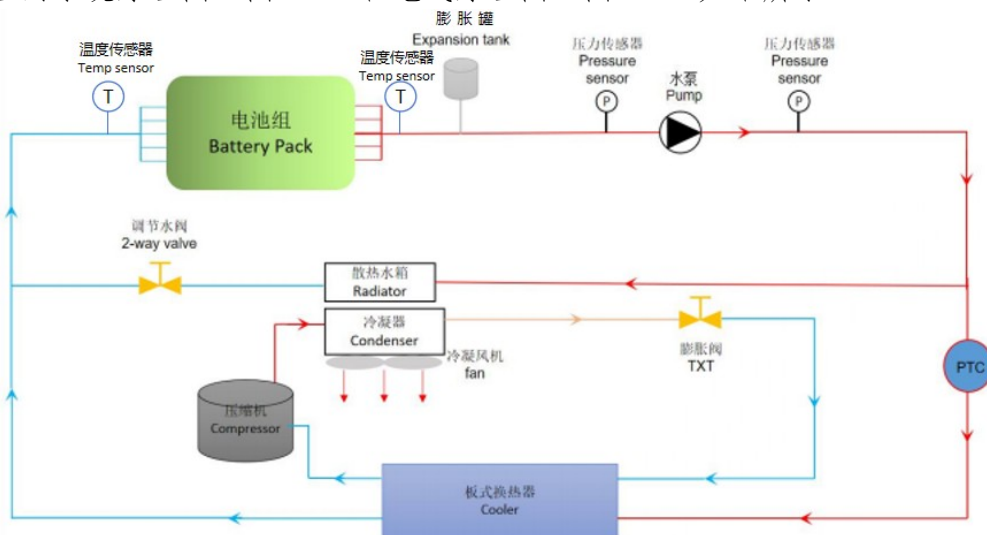 膨胀罐
Expansion tank
温度传感器
Temp sensor
温度传感器
Temp sensor
压力传感器
Pressure
sensor
压力传感器
Pressure
sensor
T
T
P
P
水泵
Pump
电池组
Battery Pack
调节水阀
2-way valve
散热水箱
Radiator
冷凝器
Condenser
冷凝风机
fan
膨胀阀
TXT
PTC
压缩机
Compressor
板式换热器
Cooler